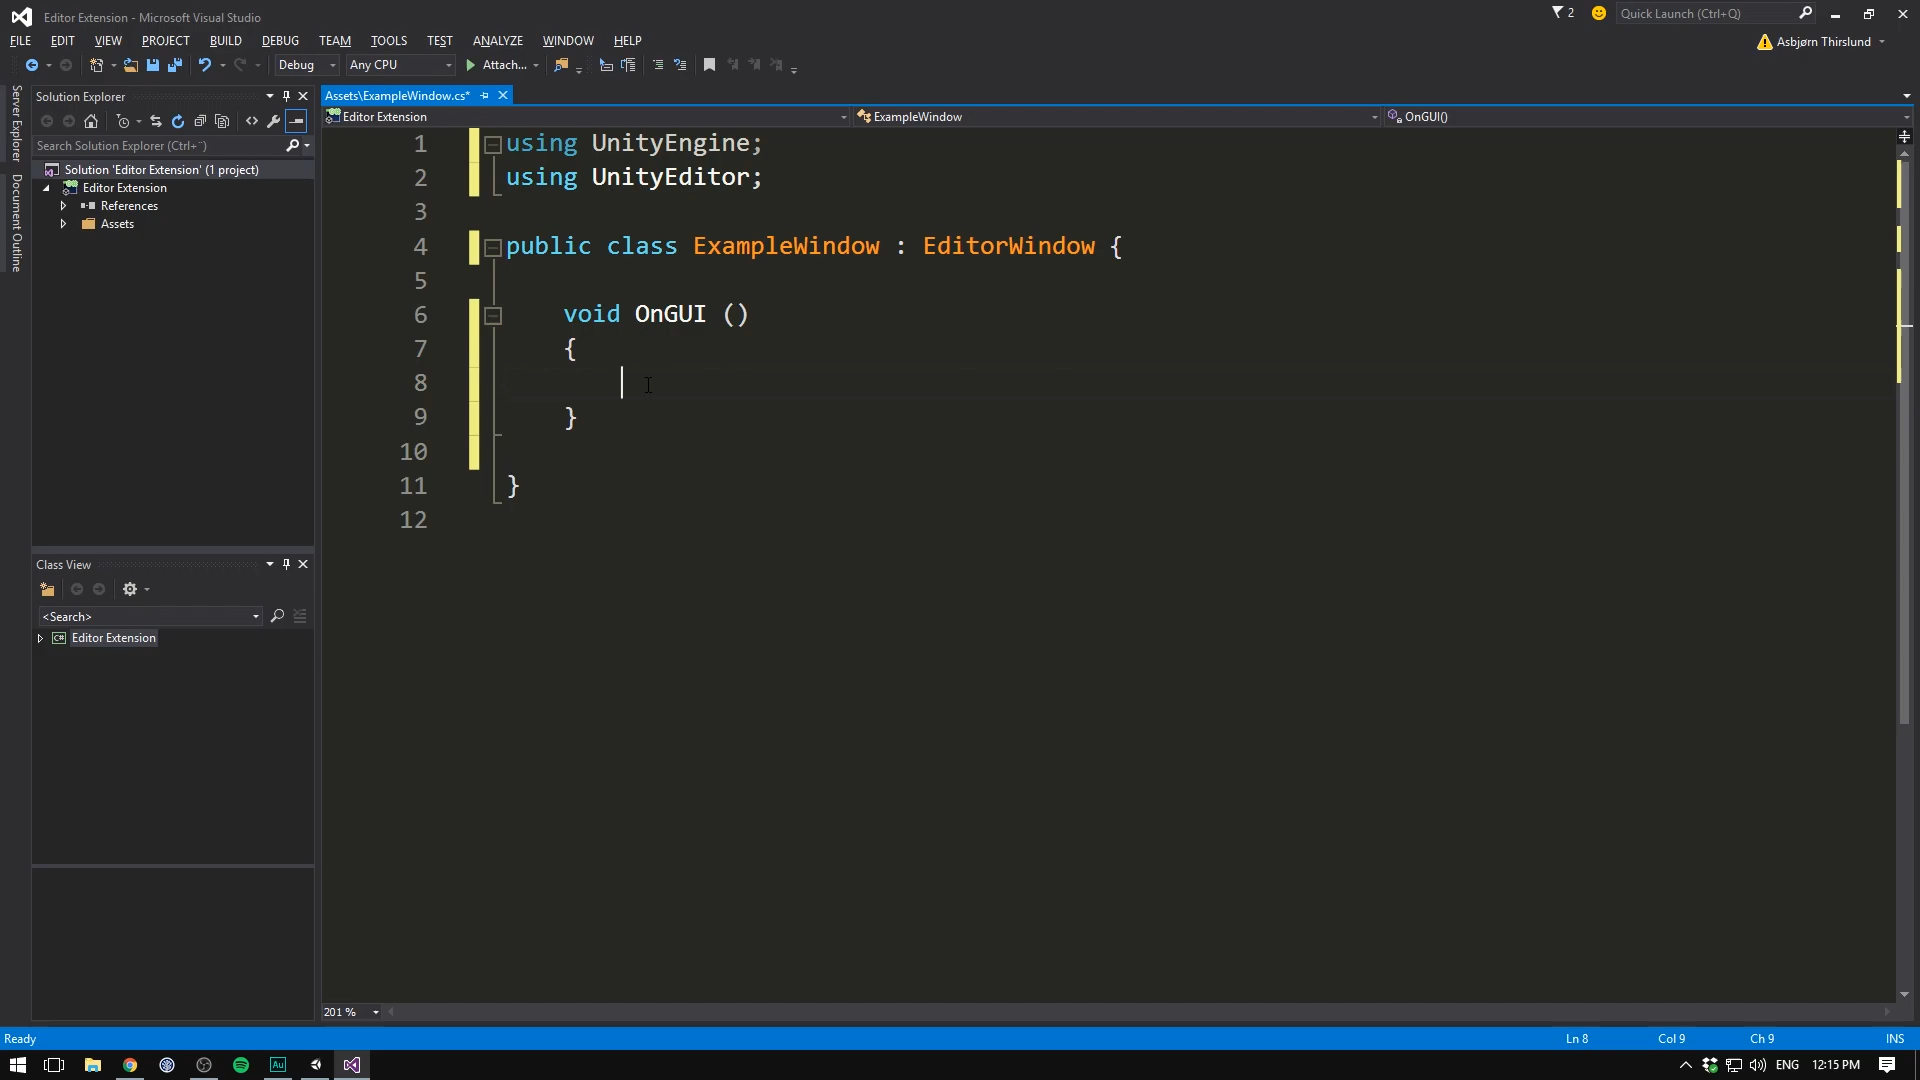 Editor Extension - Microsoft Visual Studio
2
Quick Launch (Ctrl+Q)
FILE EDIT VIEW PROJECT BUILD DEBUG TEAM TOOLS TEST ANALYZE WINDOW HELP
Asbjørn Thirslund
Debug Any CPU Attach...
Server Explorer
Document Outline
Solution Explorer
Search Solution Explorer (Ctrl+¨)
Solution 'Editor Extension' (1 project)
Editor Extension
References
Assets
Class View
<Search>
Editor Extension
Assets\ExampleWindow.cs*
Editor Extension ExampleWindow OnGUI()
1 using UnityEngine;
2 using UnityEditor;
3
4 public class ExampleWindow : EditorWindow {
5
6 void OnGUI ()
7 {
8
9 }
10
11 }
12
201 %
Ready Ln 8 Col 9 Ch 9 INS
Au ENG 12:15 PM